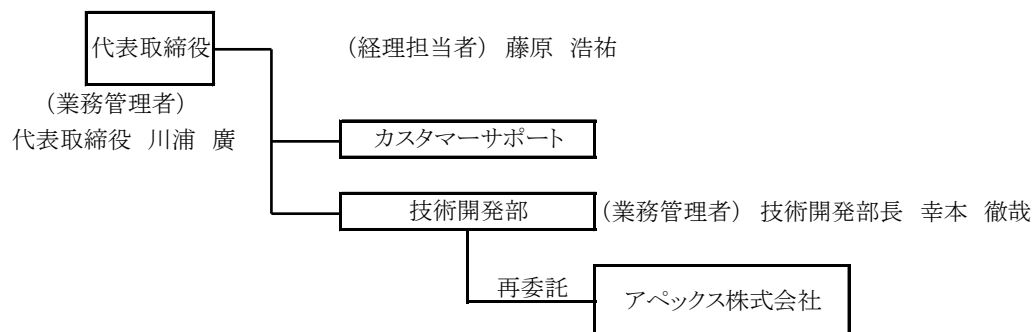 代表取締役
(経理担当者) 藤原 浩祐
(業務管理者)
代表取締役 川浦 廣
カスタマーサポート
技術開発部
(業務管理者) 技術開発部長 幸本 徹哉
再委託
アペックス株式会社